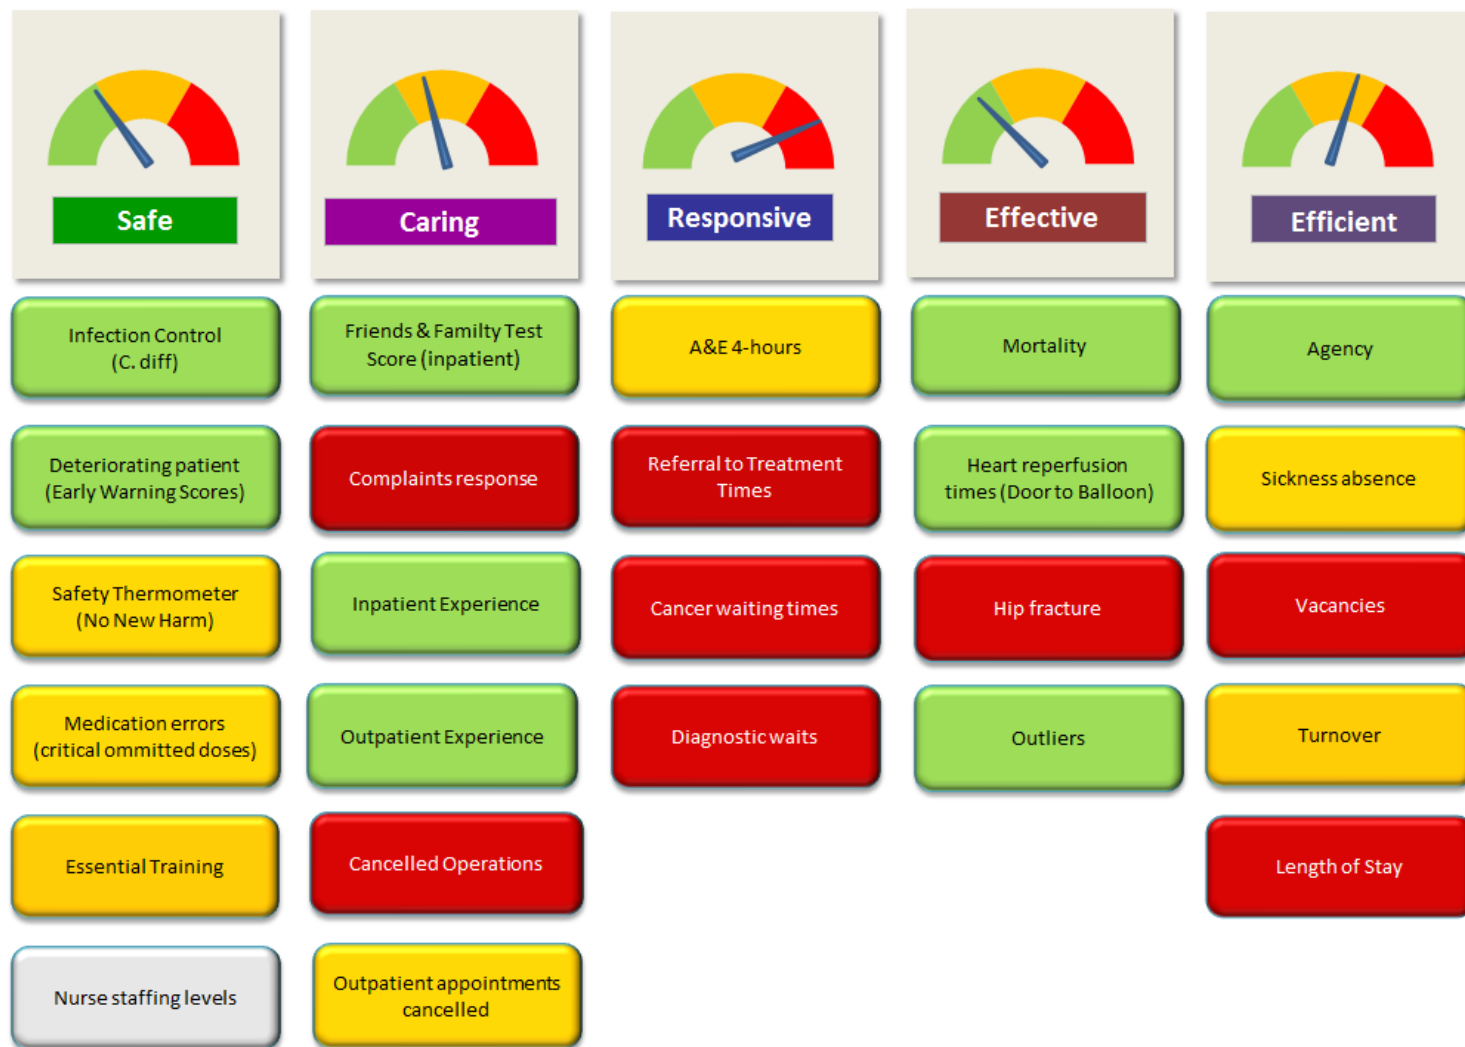 Safe
Caring
Responsive
Effective
Efficient
Infection Control
(C. diff)
Friends & Familty Test
Score (inpatient)
A&E 4-hours
Mortality
Agency
Deteriorating patient
(Early Warning Scores)
Complaints response
Referral to Treatment
Times
Heart reperfusion
times (Door to Balloon)
Sickness absence
Safety Thermometer
(No New Harm)
Inpatient Experience
Cancer waiting times
Hip fracture
Vacancies
Medication errors
(critical ommitted doses)
Outpatient Experience
Diagnostic waits
Outliers
Turnover
Essential Training
Cancelled Operations
Length of Stay
Nurse staffing levels
Outpatient appointments
cancelled